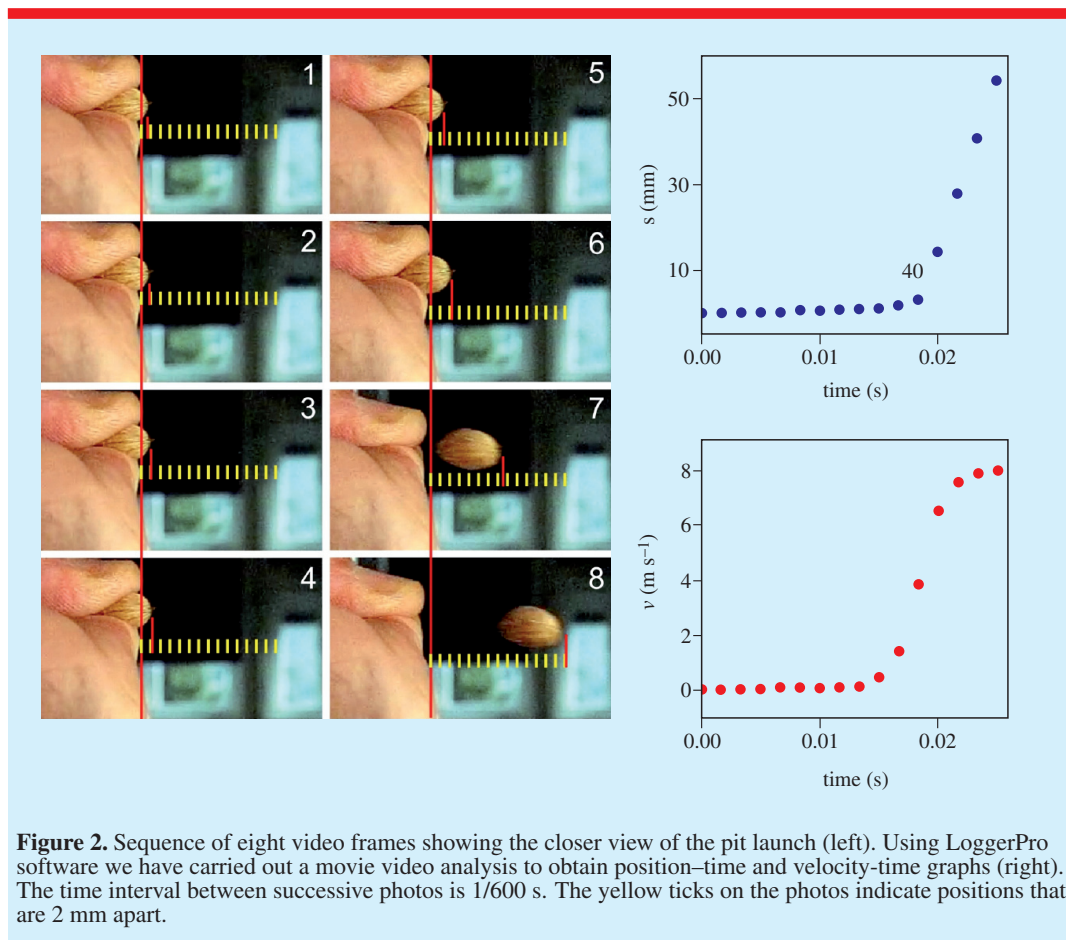 1
5
2
6
3
7
4
8
50
30
10
s (mm)
40
0.00 0.01 0.02
time (s)
8
6
4
2
0
v (m s⁻¹)
0.00 0.01 0.02
time (s)
Figure 2. Sequence of eight video frames showing the closer view of the pit launch (left). Using LoggerPro
software we have carried out a movie video analysis to obtain position–time and velocity-time graphs (right).
The time interval between successive photos is 1/600 s. The yellow ticks on the photos indicate positions that
are 2 mm apart.